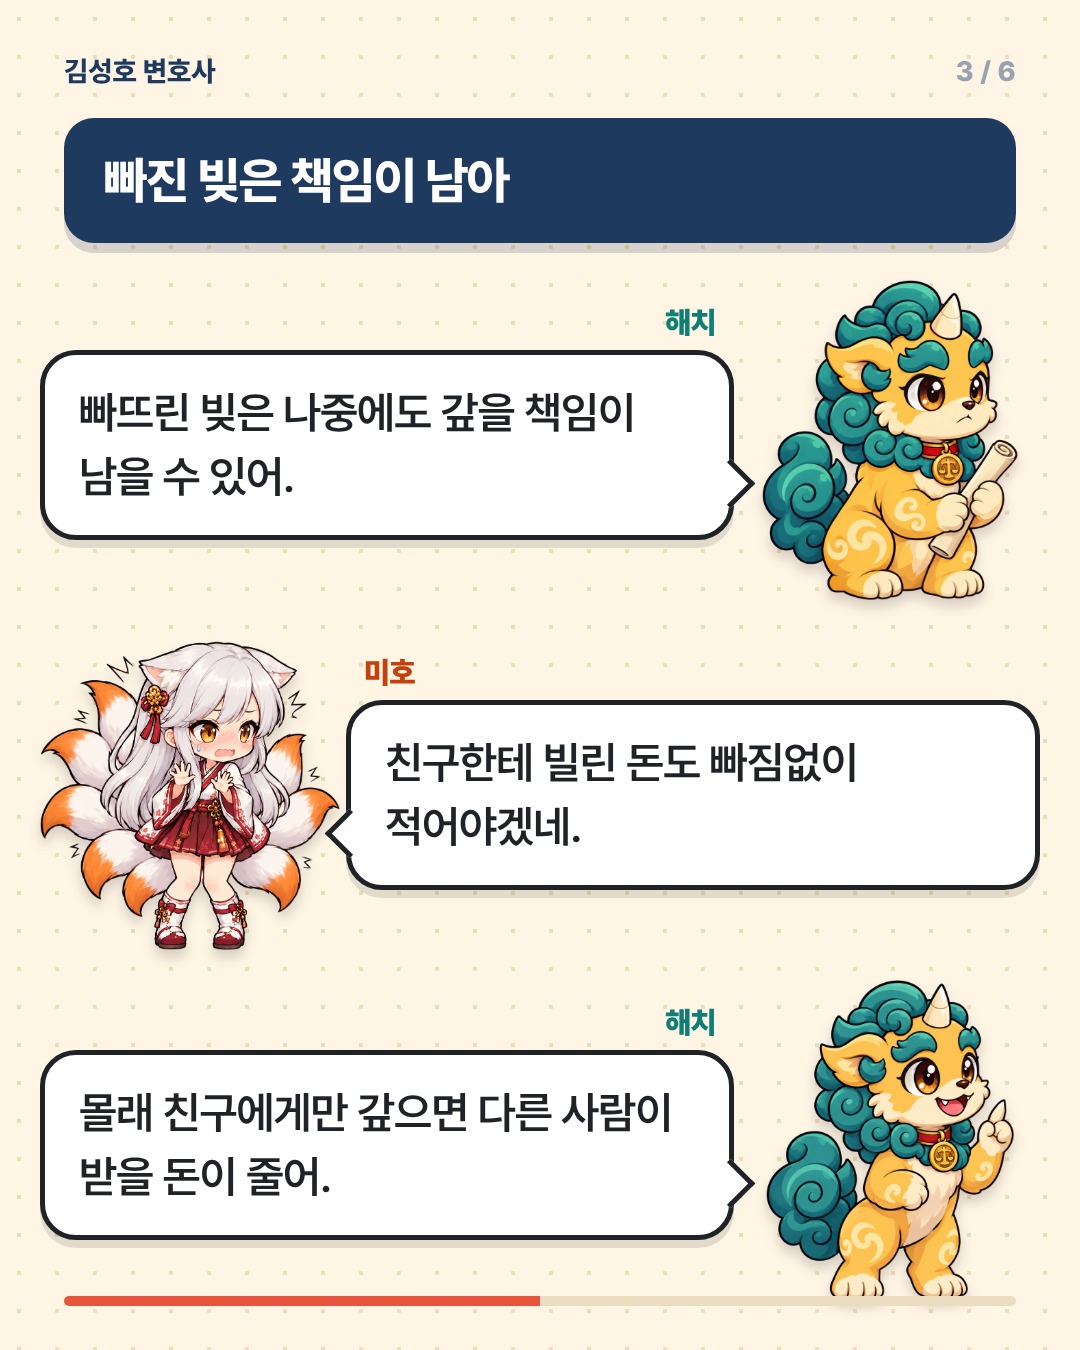 김성호 변호사
3 / 6
빠진 빚은 책임이 남아
해치
빠뜨린 빚은 나중에도 갚을 책임이
남을 수 있어.
미호
친구한테 빌린 돈도 빠짐없이
적어야겠네.
해치
몰래 친구에게만 갚으면 다른 사람이
받을 돈이 줄어.